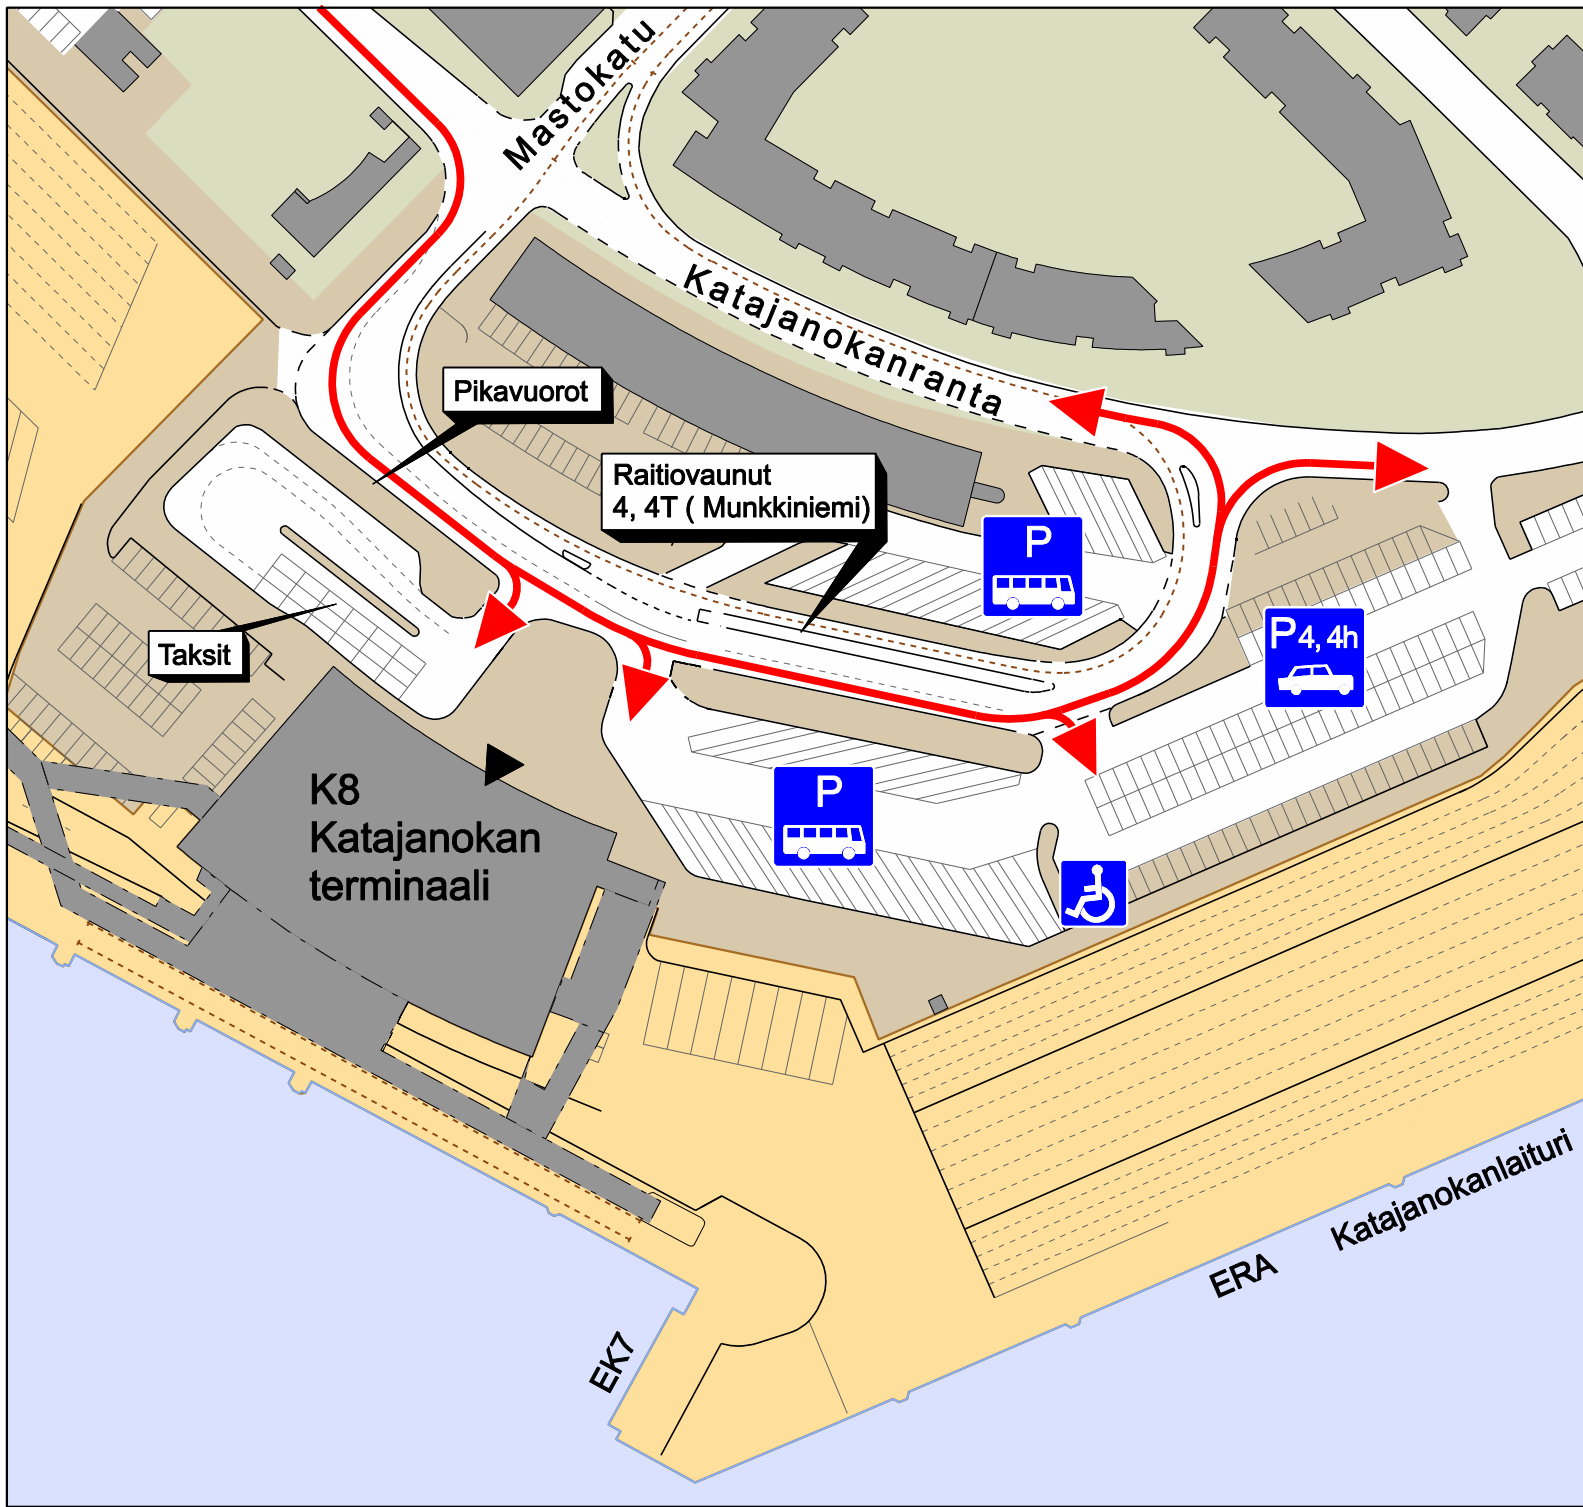 Mastokatu
Katajanokanranta
Pikavuorot
Raitiovaunut
4, 4T ( Munkkiniemi)
P
P4, 4h
Taksit
K8
Katajanokan
terminaali
P
Katajanokanlaituri
ERA
EK7